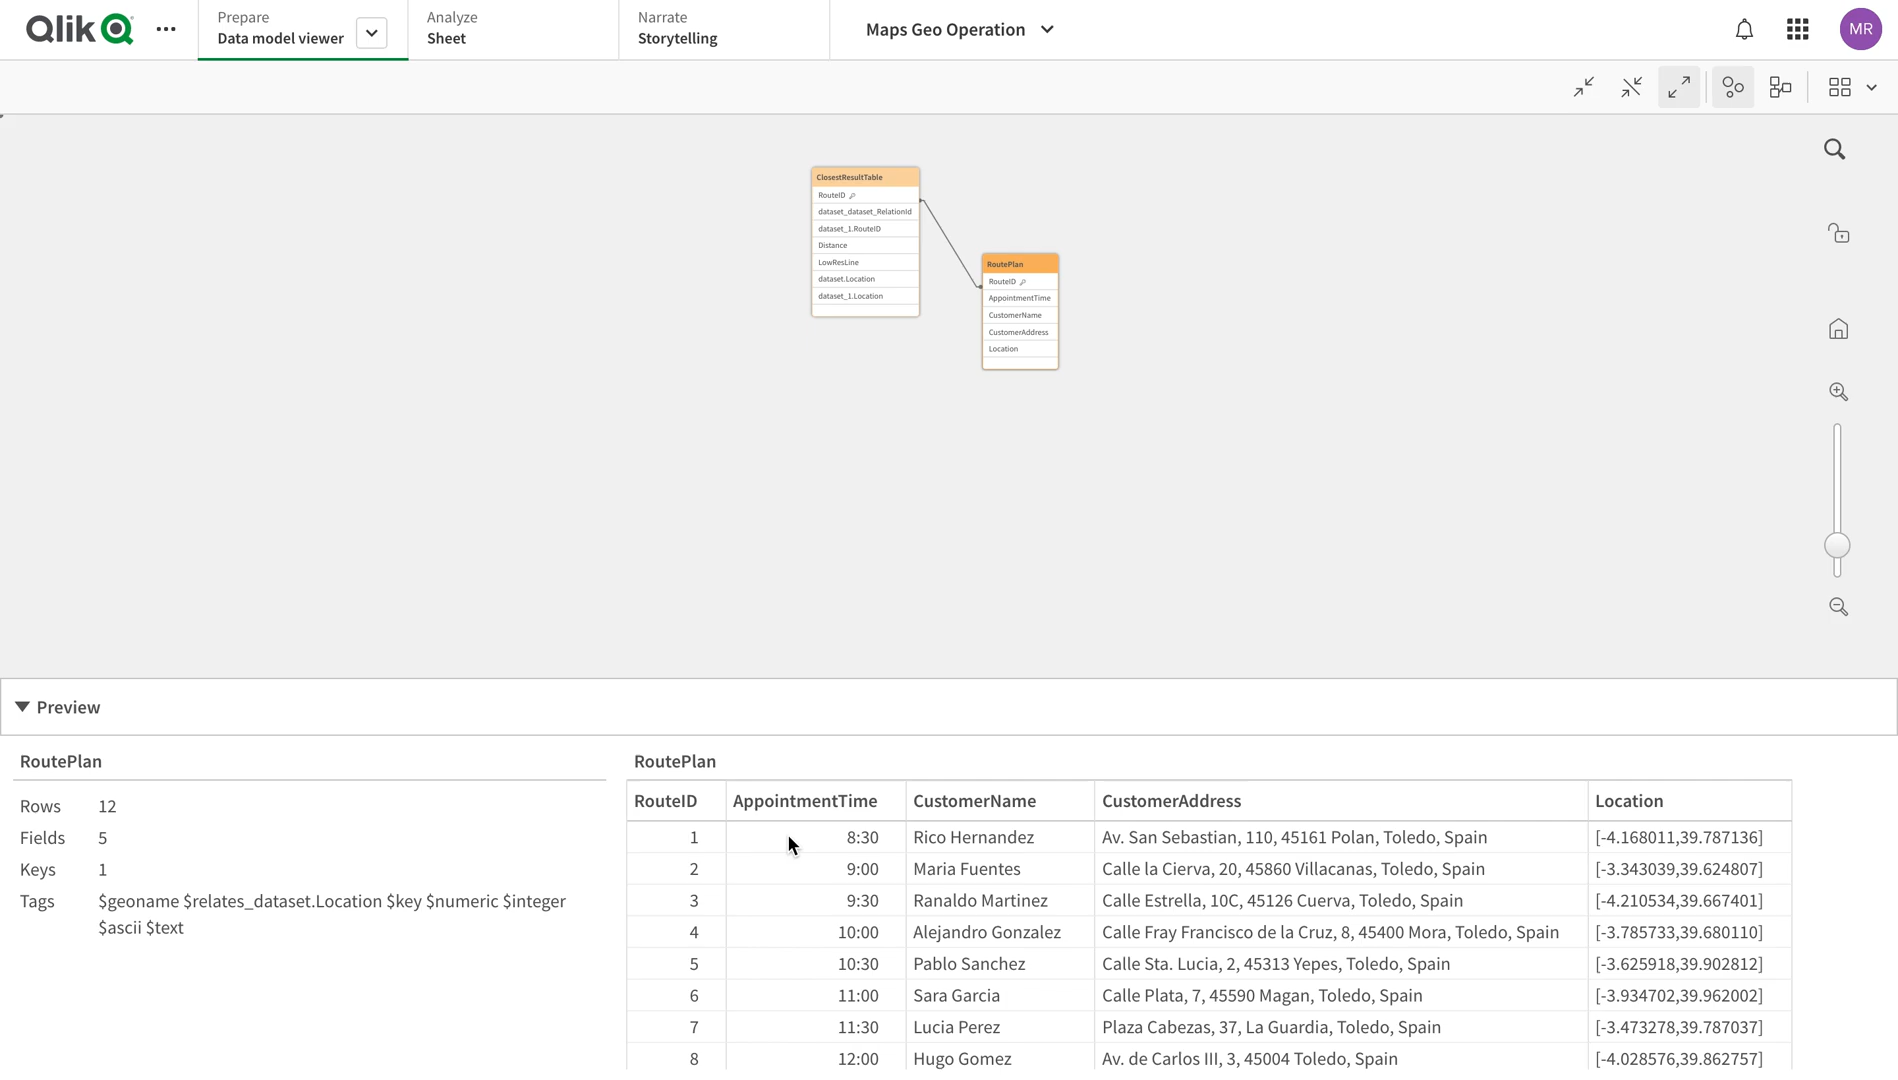 Qlik
Prepare
Data model viewer
Analyze
Sheet
Narrate
Storytelling
Maps Geo Operation
MR
ClosestResultTable
RouteID
dataset_dataset_RelationId
dataset_1.RouteID
Distance
LowResLine
dataset.Location
dataset_1.Location
RoutePlan
RouteID
AppointmentTime
CustomerName
CustomerAddress
Location
Preview
RoutePlan
Rows 12
Fields 5
Keys 1
Tags $geoname $relates_dataset.Location $key $numeric $integer
$ascii $text
RoutePlan
RouteID AppointmentTime CustomerName CustomerAddress Location
1 8:30 Rico Hernandez Av. San Sebastian, 110, 45161 Polan, Toledo, Spain [-4.168011,39.787136]
2 9:00 Maria Fuentes Calle la Cierva, 20, 45860 Villacanas, Toledo, Spain [-3.343039,39.624807]
3 9:30 Ranaldo Martinez Calle Estrella, 10C, 45126 Cuerva, Toledo, Spain [-4.210534,39.667401]
4 10:00 Alejandro Gonzalez Calle Fray Francisco de la Cruz, 8, 45400 Mora, Toledo, Spain [-3.785733,39.680110]
5 10:30 Pablo Sanchez Calle Sta. Lucia, 2, 45313 Yepes, Toledo, Spain [-3.625918,39.902812]
6 11:00 Sara Garcia Calle Plata, 7, 45590 Magan, Toledo, Spain [-3.934702,39.962002]
7 11:30 Lucia Perez Plaza Cabezas, 37, La Guardia, Toledo, Spain [-3.473278,39.787037]
8 12:00 Hugo Gomez Av. de Carlos III, 3, 45004 Toledo, Spain [-4.028576,39.862757]